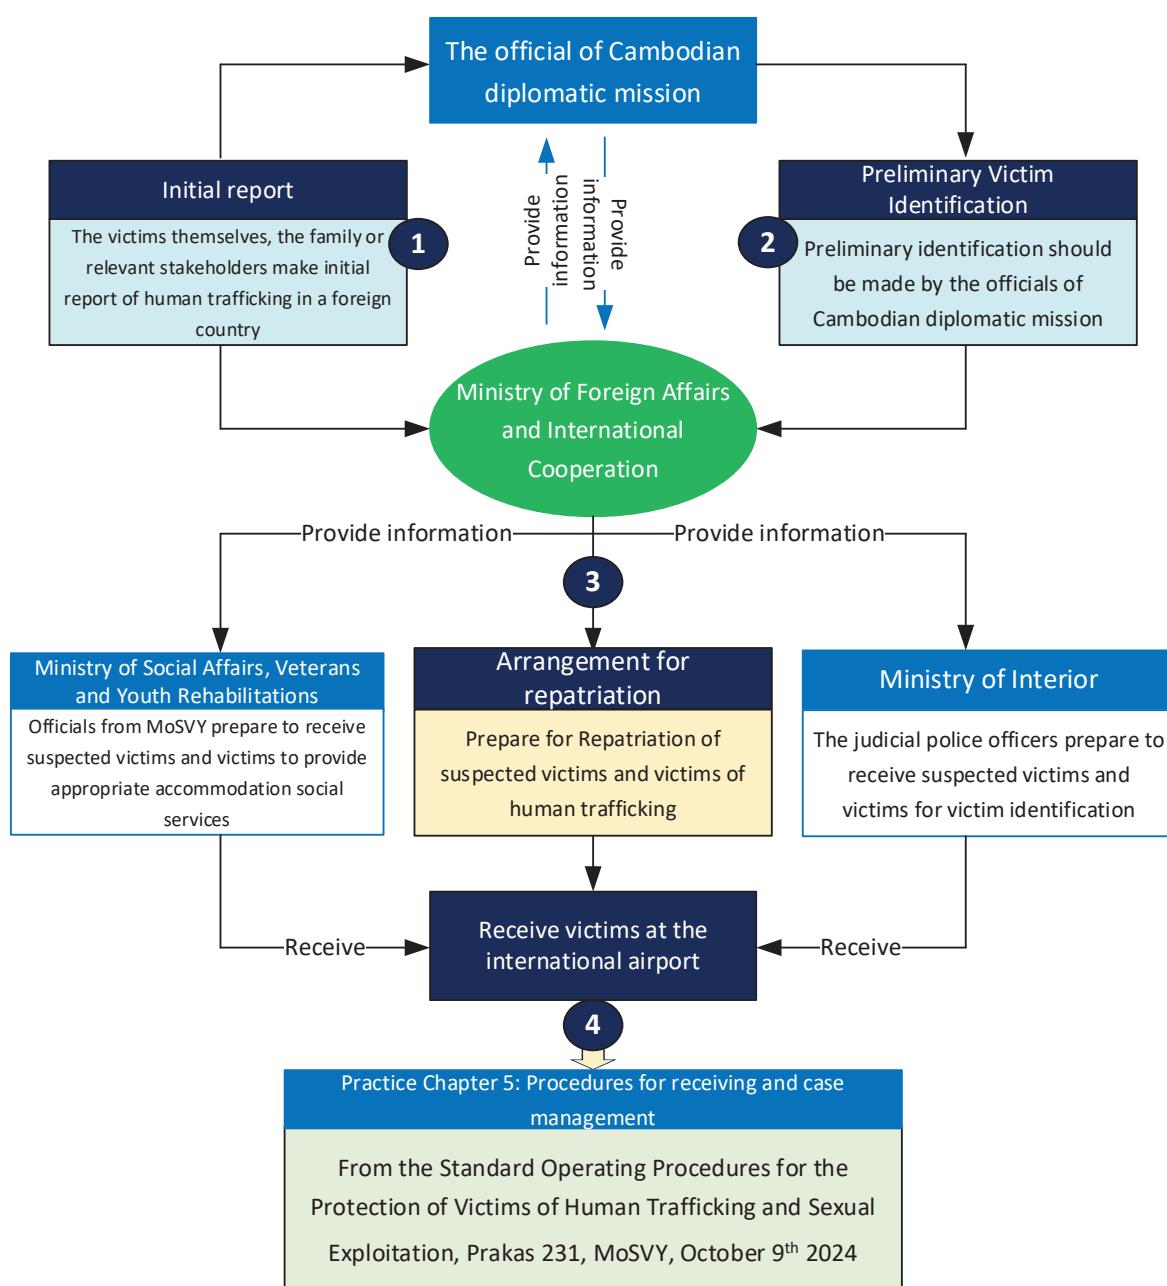 The official of Cambodian
diplomatic mission
Initial report
1
The victims themselves, the family or
relevant stakeholders make initial
report of human trafficking in a foreign
country
Provide
information
Provide
information
Preliminary Victim
Identification
2
Preliminary identification should
be made by the officials of
Cambodian diplomatic mission
Ministry of Foreign Affairs
and International
Cooperation
Provide information
Provide information
3
Ministry of Social Affairs, Veterans
and Youth Rehabilitations
Officials from MoSVY prepare to receive
suspected victims and victims to provide
appropriate accommodation social
services
Arrangement for
repatriation
Prepare for Repatriation of
suspected victims and victims of
human trafficking
Ministry of Interior
The judicial police officers prepare to
receive suspected victims and
victims for victim identification
Receive
Receive victims at the
international airport
Receive
4
Practice Chapter 5: Procedures for receiving and case
management
From the Standard Operating Procedures for the
Protection of Victims of Human Trafficking and Sexual
Exploitation, Prakas 231, MoSVY, October 9th 2024